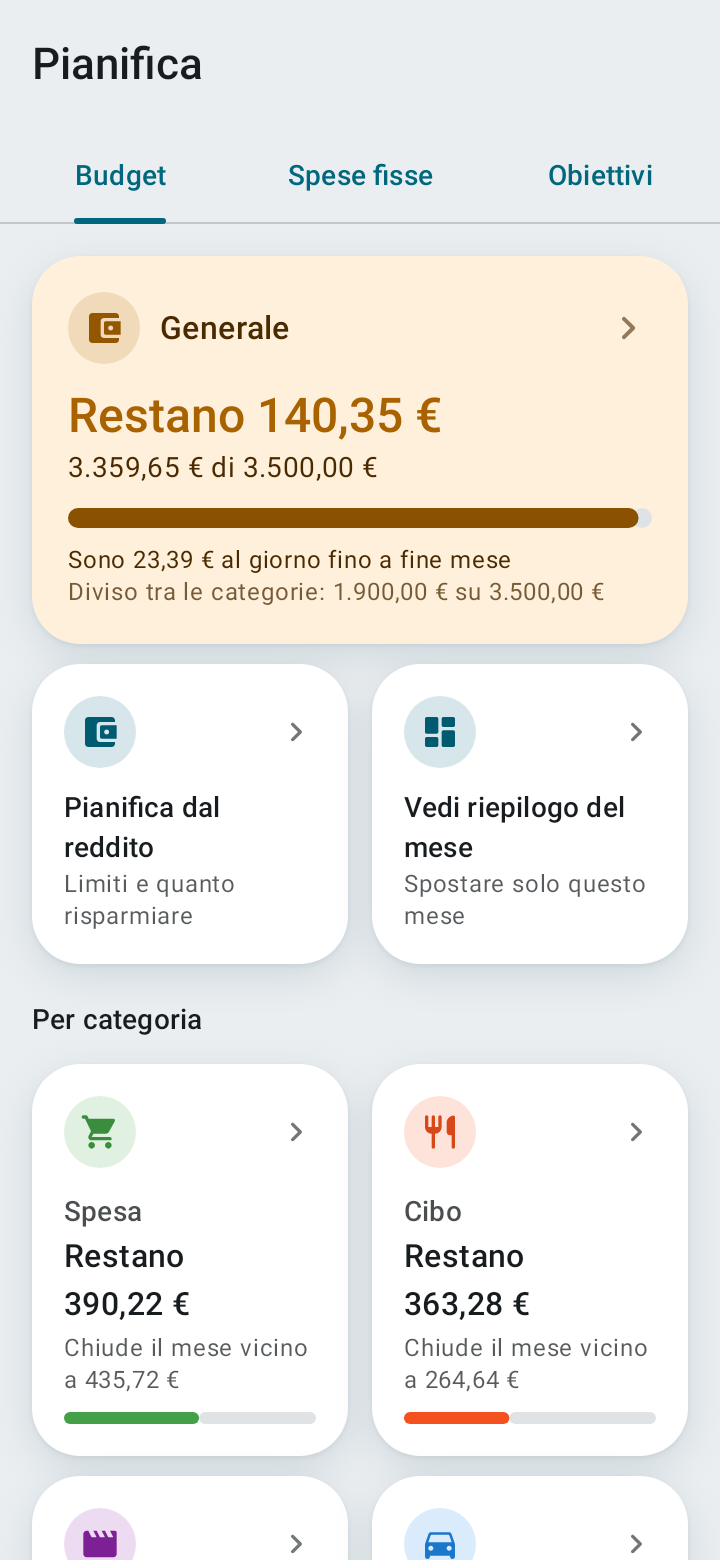 Pianifica
Budget
Spese fisse
Obiettivi
Generale
Restano 140,35 €
3.359,65 € di 3.500,00 €
Sono 23,39 € al giorno fino a fine mese
Diviso tra le categorie: 1.900,00 € su 3.500,00 €
Pianifica dal
reddito
Limiti e quanto
risparmiare
Vedi riepilogo del
mese
Spostare solo questo
mese
Per categoria
Spesa
Restano
390,22 €
Chiude il mese vicino
a 435,72 €
Cibo
Restano
363,28 €
Chiude il mese vicino
a 264,64 €